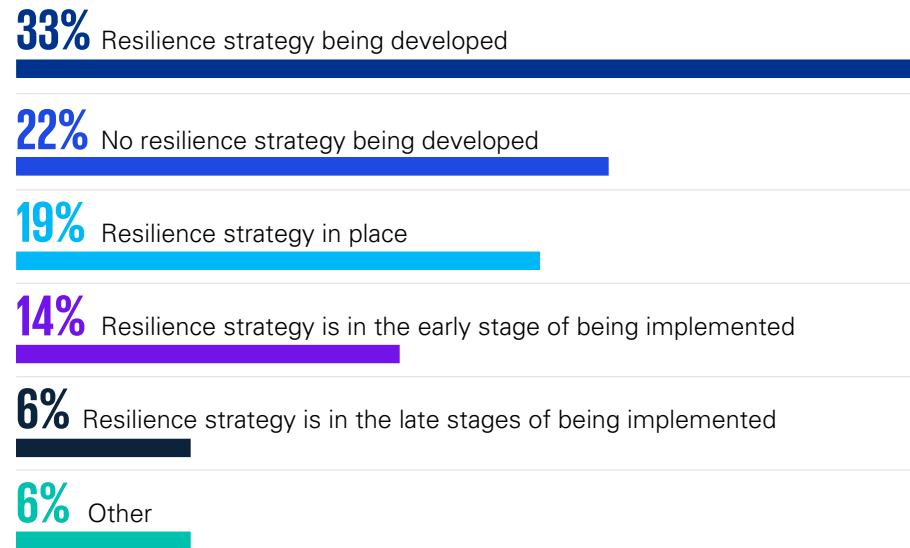 33% Resilience strategy being developed
22% No resilience strategy being developed
19% Resilience strategy in place
14% Resilience strategy is in the early stage of being implemented
6% Resilience strategy is in the late stages of being implemented
6% Other